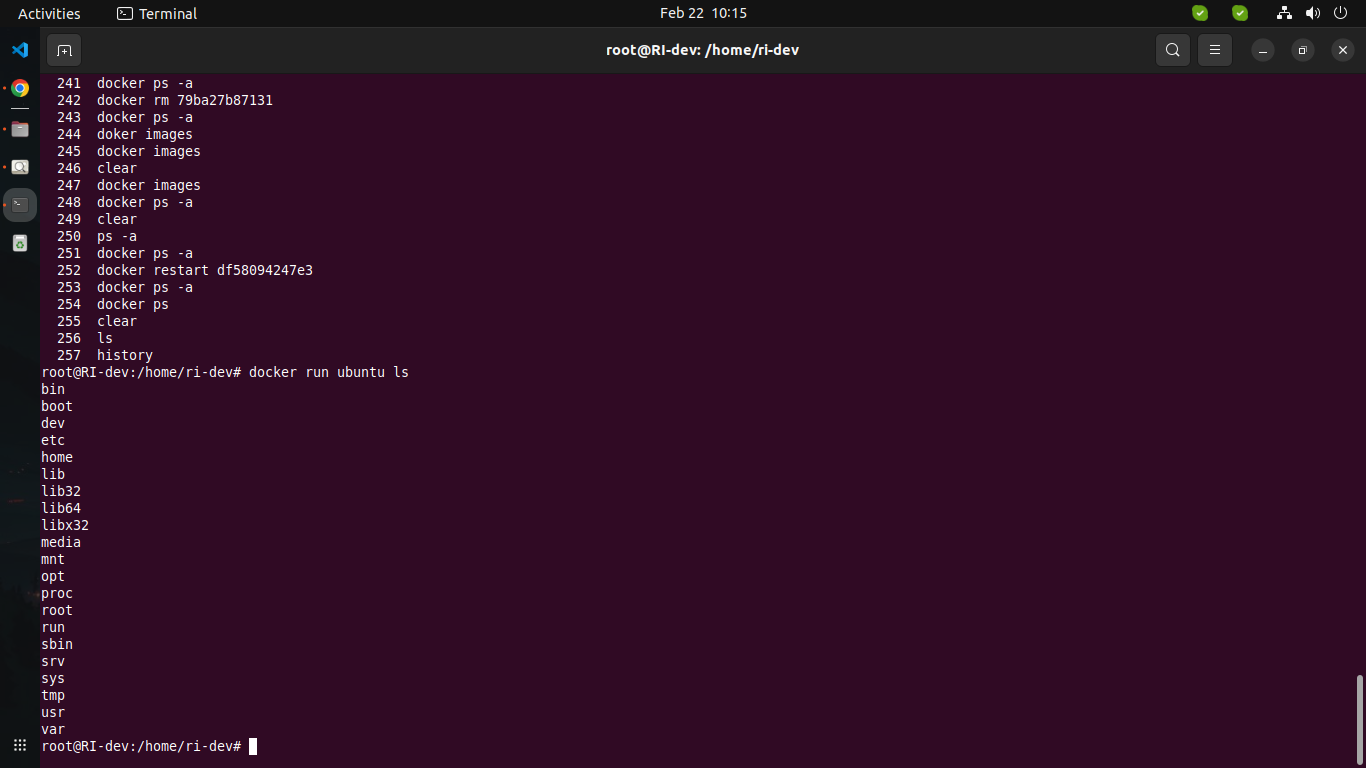 Activities
Terminal
Feb 22 10:15
root@RI-dev: /home/ri-dev
241 docker ps -a
242 docker rm 79ba27b87131
243 docker ps -a
244 doker images
245 docker images
246 clear
247 docker images
248 docker ps -a
249 clear
250 ps -a
251 docker ps -a
252 docker restart df58094247e3
253 docker ps -a
254 docker ps
255 clear
256 ls
257 history
root@RI-dev:/home/ri-dev# docker run ubuntu ls
bin
boot
dev
etc
home
lib
lib32
lib64
libx32
media
mnt
opt
proc
root
run
sbin
srv
sys
tmp
usr
var
root@RI-dev:/home/ri-dev#